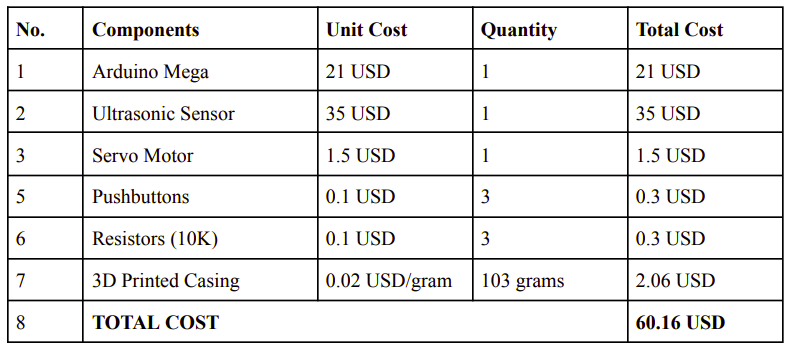 No. Components Unit Cost Quantity Total Cost
1 Arduino Mega 21 USD 1 21 USD
2 Ultrasonic Sensor 35 USD 1 35 USD
3 Servo Motor 1.5 USD 1 1.5 USD
5 Pushbuttons 0.1 USD 3 0.3 USD
6 Resistors (10K) 0.1 USD 3 0.3 USD
7 3D Printed Casing 0.02 USD/gram 103 grams 2.06 USD
8 TOTAL COST 60.16 USD